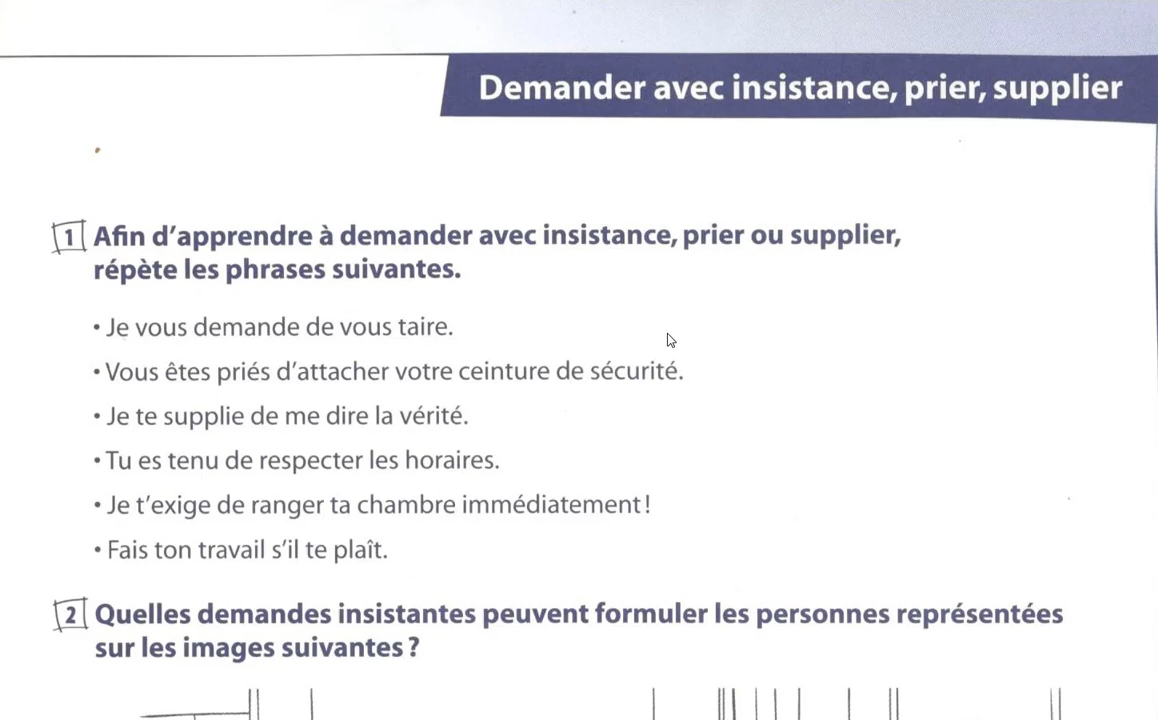 Demander avec insistance, prier, supplier
1 Afin d'apprendre à demander avec insistance, prier ou supplier,
répète les phrases suivantes.
• Je vous demande de vous taire.
• Vous êtes priés d'attacher votre ceinture de sécurité.
• Je te supplie de me dire la vérité.
• Tu es tenu de respecter les horaires.
• Je t'exige de ranger ta chambre immédiatement !
• Fais ton travail s'il te plaît.
2 Quelles demandes insistantes peuvent formuler les personnes représentées
sur les images suivantes ?